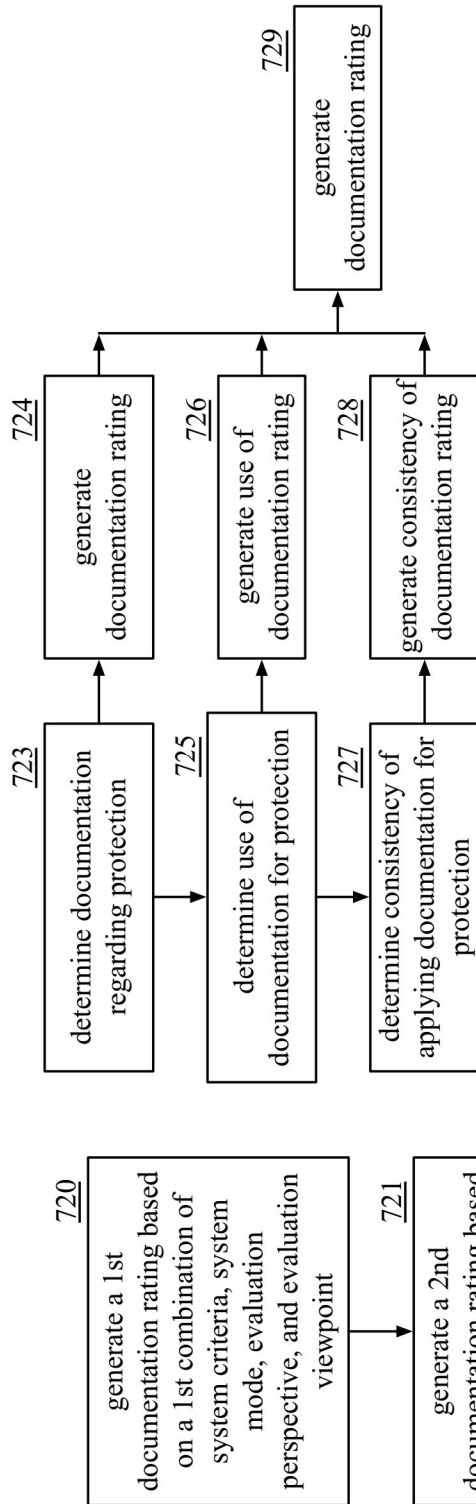 720
generate a 1st
documentation rating based
on a 1st combination of
system criteria, system
mode, evaluation
perspective, and evaluation
viewpoint
721
generate a 2nd
documentation rating based
723
determine documentation
regarding protection
724
generate
documentation rating
725
determine use of
documentation for protection
726
generate use of
documentation rating
727
determine consistency of
applying documentation for
protection
728
generate consistency of
documentation rating
729
generate
documentation rating